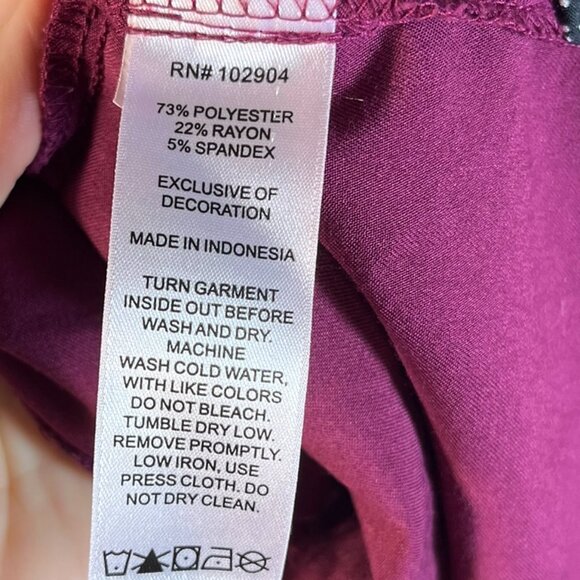 RN# 102904
73% POLYESTER
22% RAYON
5% SPANDEX
EXCLUSIVE OF
DECORATION
MADE IN INDONESIA
TURN GARMENT
INSIDE OUT BEFORE
WASH AND DRY.
MACHINE
WASH COLD WATER,
WITH LIKE COLORS
DO NOT BLEACH.
TUMBLE DRY LOW.
REMOVE PROMPTLY.
LOW IRON, USE
PRESS CLOTH. DO
NOT DRY CLEAN.